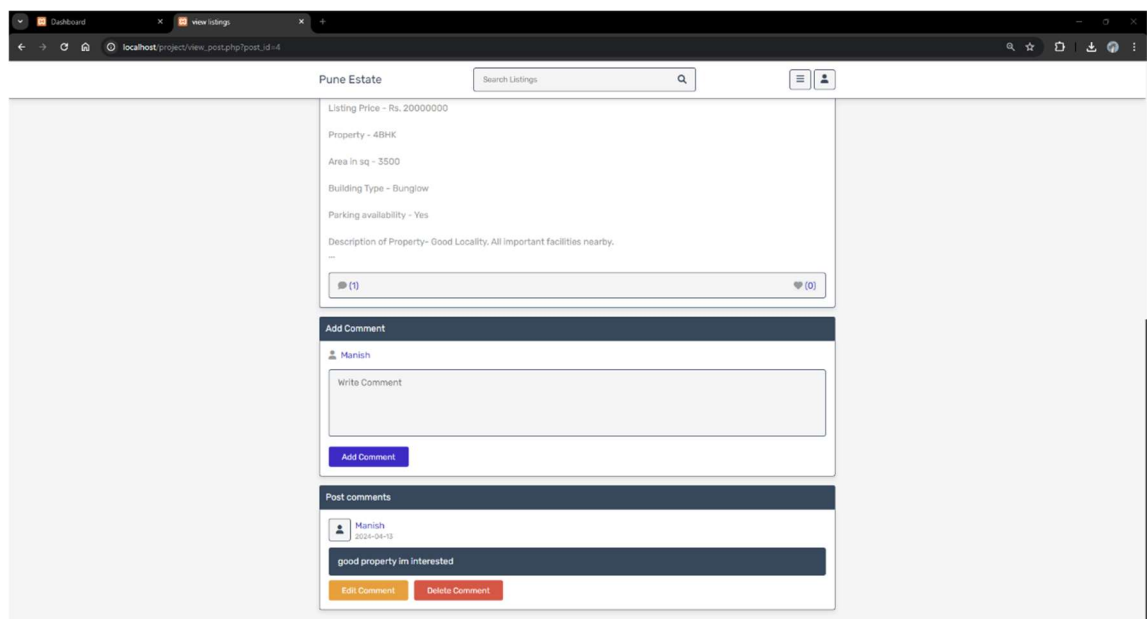 Dashboard
view listings
localhost/project/view_post.php?post_id=4
Pune Estate
Search Listings
Listing Price - Rs. 20000000
Property - 4BHK
Area in sq - 3500
Building Type - Bunglow
Parking availability - Yes
Description of Property- Good Locality. All important facilities nearby.
...
(1)
(0)
Add Comment
Manish
Write Comment
Add Comment
Post comments
Manish
2024-04-13
good property im interested
Edit Comment Delete Comment